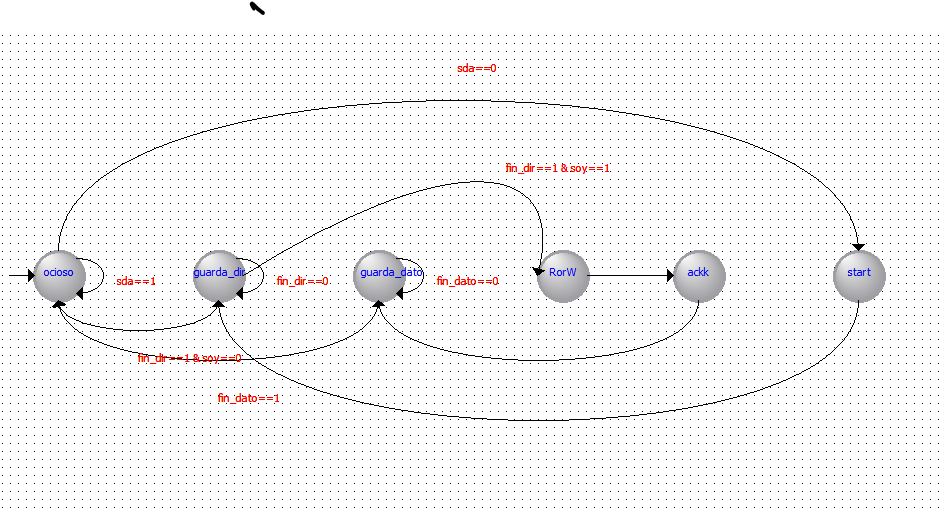 sda==0
fin_dir==1 & soy==1
ocioso
guarda_dir
guarda_dato
RorW
ackk
start
sda==1
fin_dir==0
fin_dato==0
fin_dir==1 & soy==0
fin_dato==1